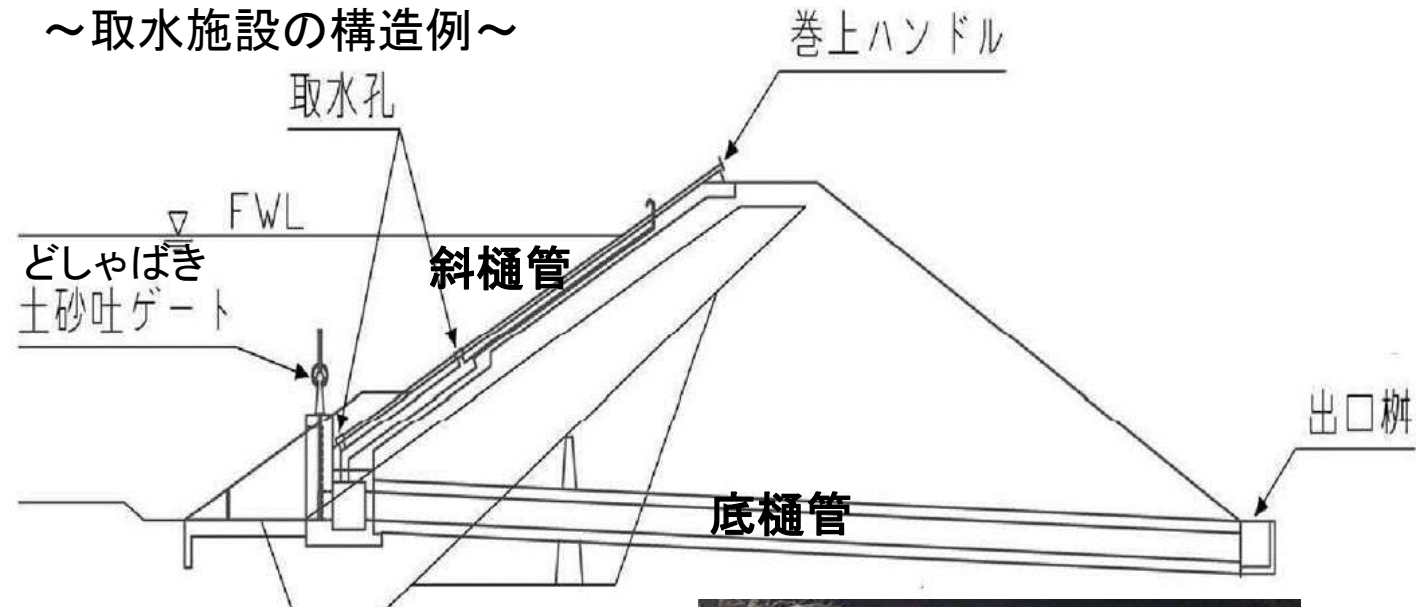 ～取水施設の構造例～
巻上ハンドル
取水孔
FWL
どしゃばき
土砂吐ゲート
斜樋管
出口桝
底樋管